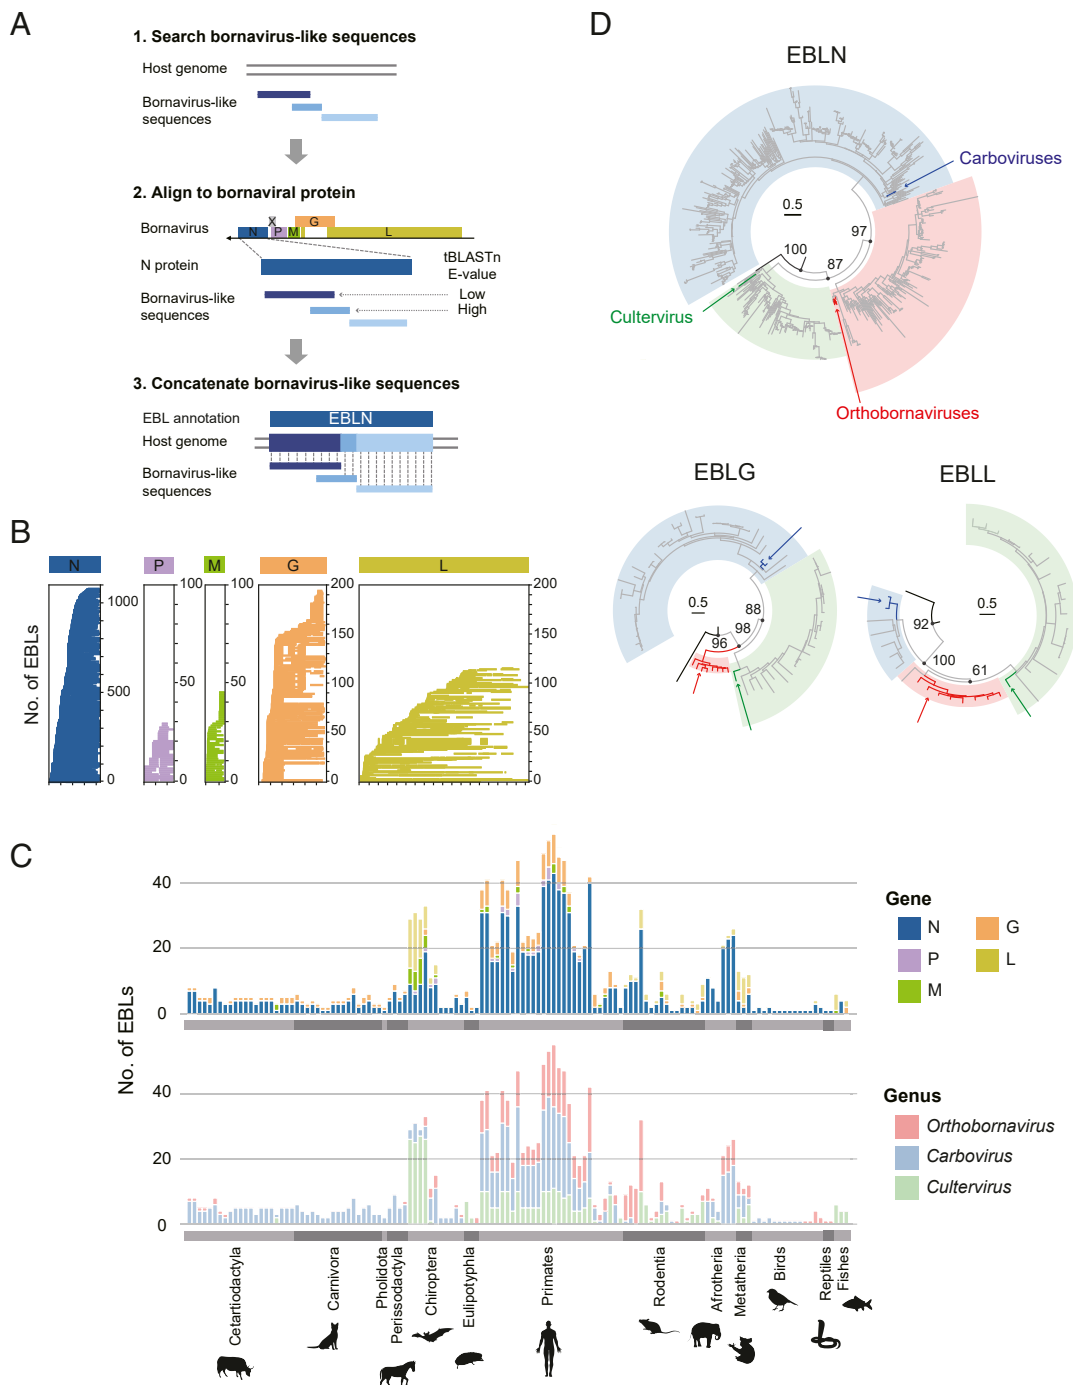 A
1. Search bornavirus-like sequences
Host genome
Bornavirus-like
sequences
2. Align to bornaviral protein
Bornavirus
N
X
P
M
G
L
N protein
tBLASTn
E-value
Bornavirus-like
sequences
Low
High
3. Concatenate bornavirus-like sequences
EBL annotation
EBLN
Host genome
Bornavirus-like
sequences
B
N
P
M
G
L
No. of EBLs
1000
500
0
100
50
0
100
50
0
200
150
100
50
0
200
150
100
50
0
C
No. of EBLs
40
20
0
Gene
N
G
P
L
M
40
20
0
Genus
Orthobornavirus
Carbovirus
Cultervirus
Cetartiodactyla
Carnivora
Pholidota
Perissodactyla
Chiroptera
Eulipotyphla
Primates
Rodentia
Afrotheria
Metatheria
Birds
Reptiles
Fishes
D
EBLN
Carboviruses
0.5
97
100
87
Cultervirus
Orthobornaviruses
EBLG
0.5
88
98
96
EBLL
0.5
92
100
61